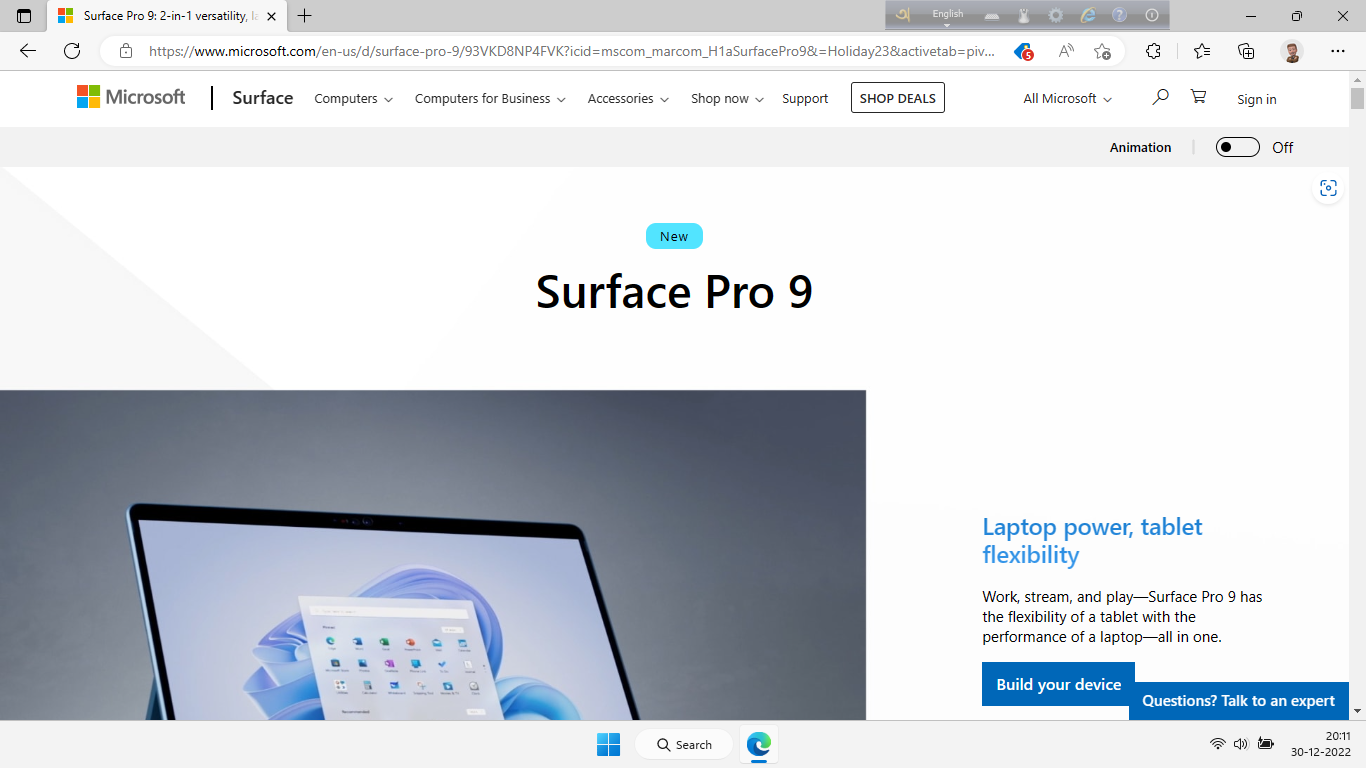 Surface Pro 9: 2-in-1 versatility, la
English
https://www.microsoft.com/en-us/d/surface-pro-9/93VKD8NP4FVK?icid=mscom_marcom_H1aSurfacePro9&=Holiday23&activetab=piv...
5
Microsoft
Surface
Computers
Computers for Business
Accessories
Shop now
Support
SHOP DEALS
All Microsoft
Sign in
Animation
Off
New
Surface Pro 9
Laptop power, tablet
flexibility
Work, stream, and play—Surface Pro 9 has
the flexibility of a tablet with the
performance of a laptop—all in one.
Build your device
Questions? Talk to an expert
Search
20:11
30-12-2022